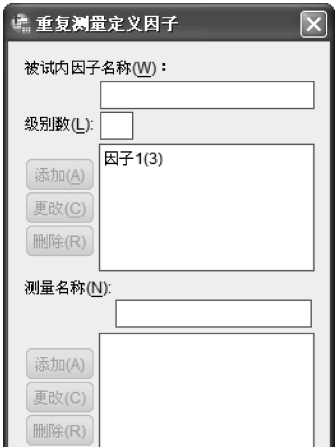 重复测量定义因子
被试内因子名称(W):
级别数(L):
因子1(3)
添加(A)
更改(C)
删除(R)
测量名称(N):
添加(A)
更改(C)
删除(R)